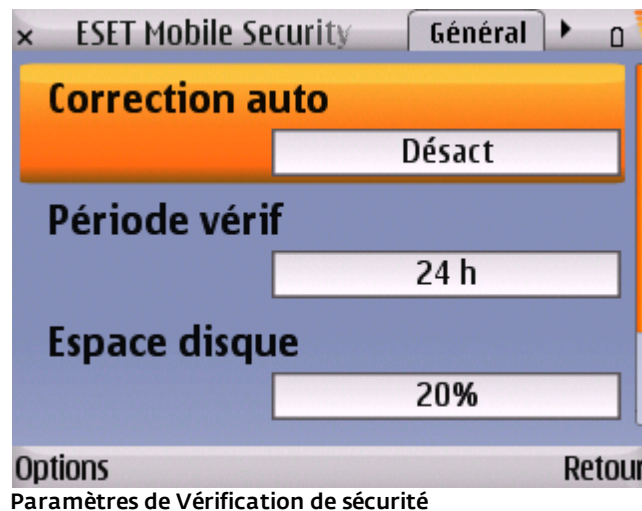 × ESET Mobile Security Général
Correction auto
Désact
Période vérif
24 h
Espace disque
20%
Options Retour
Paramètres de Vérification de sécurité